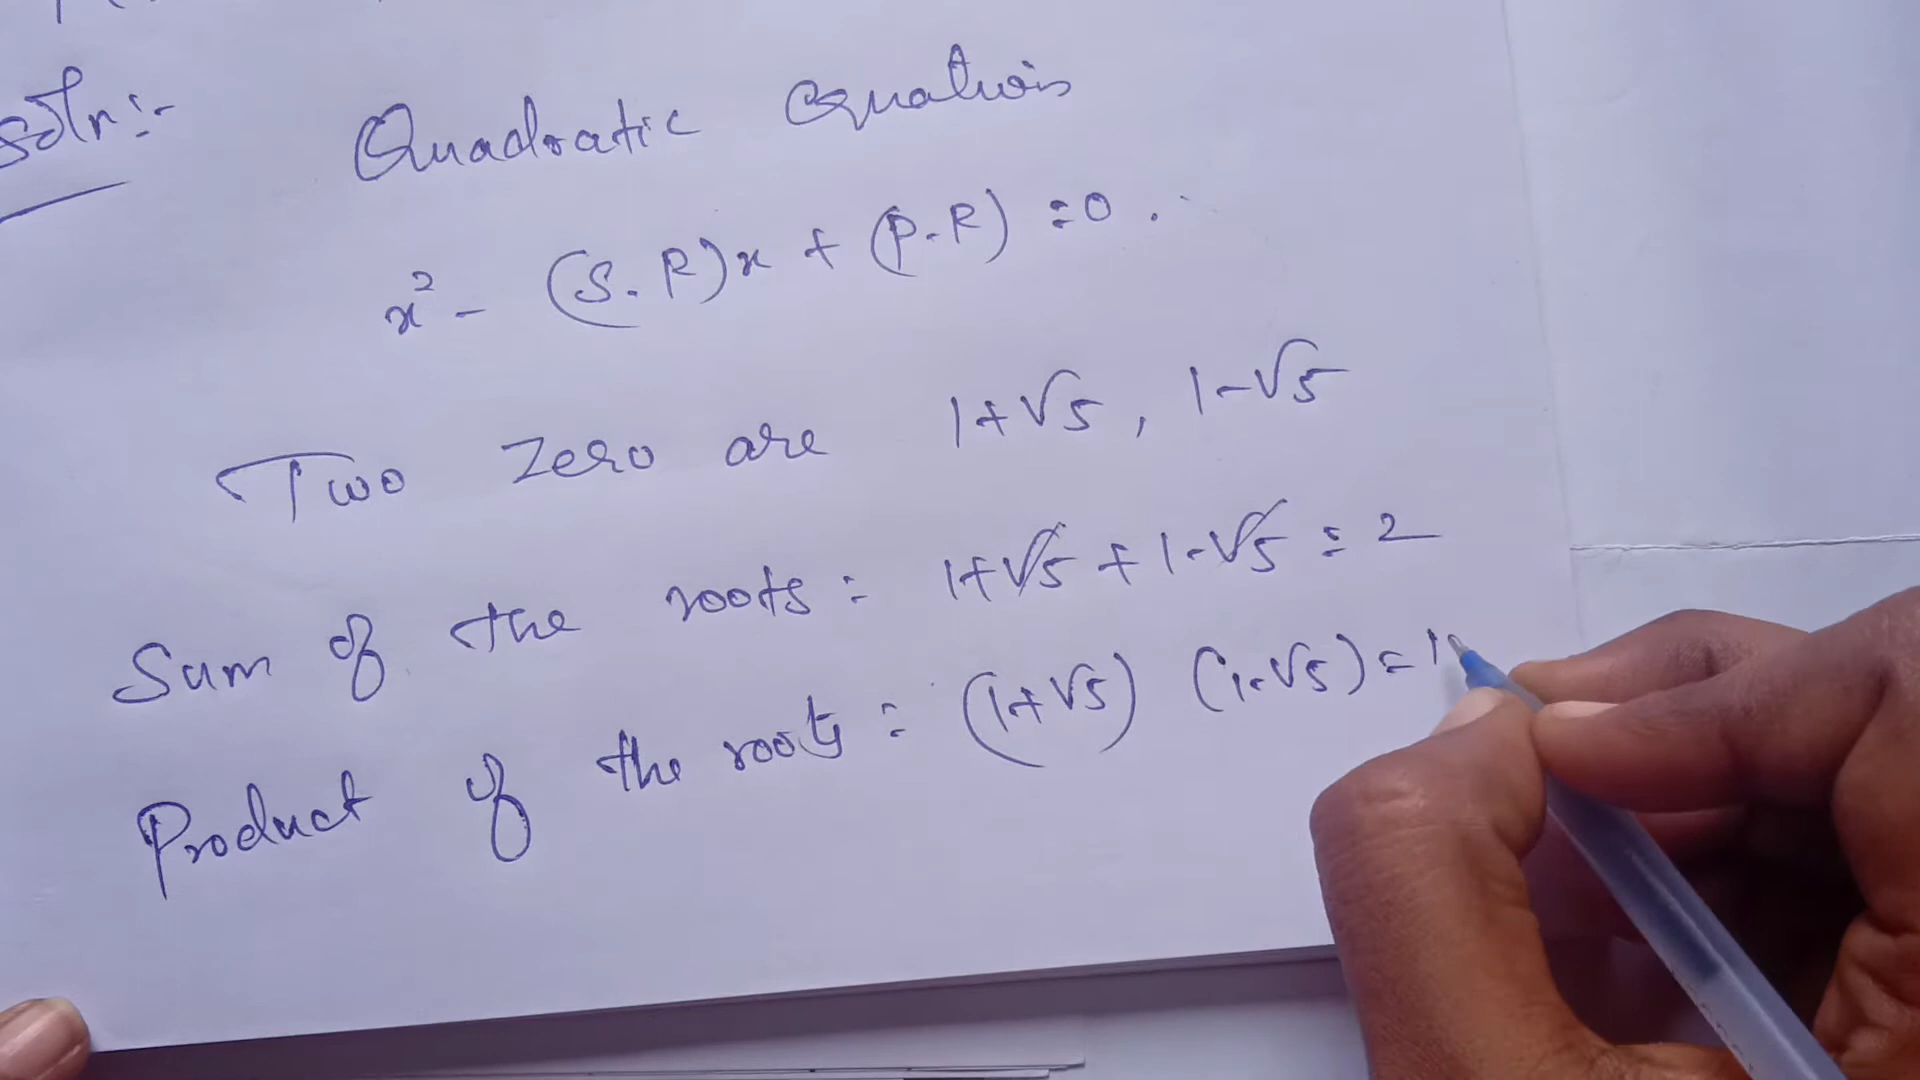 Soln:-
Quadratic equation
x² - (S.R)x + (P.R) = 0.
Two zero are 1+√5, 1-√5
Sum of the roots = 1+√5 + 1-√5 = 2
Product of the roots = (1+√5) (1-√5) = 1